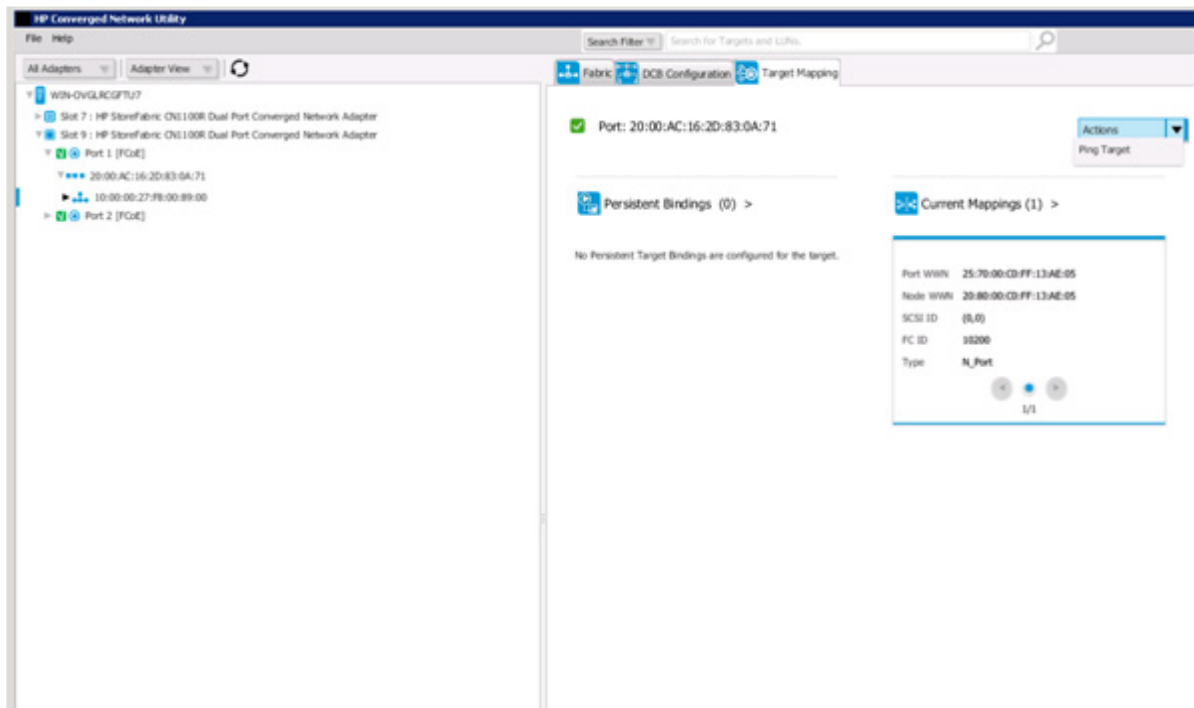 HP Converged Network Utility
File Help
Search Filter Search for Targets and LUNs.
All Adapters Adapter View
Fabric DCB Configuration Target Mapping
WIN-OVGLRCGFTU7
Slot 7 : HP StoreFabric CN1100R Dual Port Converged Network Adapter
Slot 9 : HP StoreFabric CN1100R Dual Port Converged Network Adapter
Port 1 [FCoE]
20:00:AC:16:2D:83:0A:71
10:00:00:27:F8:00:89:00
Port 2 [FCoE]
Port: 20:00:AC:16:2D:83:0A:71
Actions
Ping Target
Persistent Bindings (0) >
No Persistent Target Bindings are configured for the target.
Current Mappings (1) >
Port WWN 25:70:00:C0:FF:13:AE:05
Node WWN 20:80:00:C0:FF:13:AE:05
SCSI ID (0,0)
FC ID 10200
Type N_Port
< >
1/1